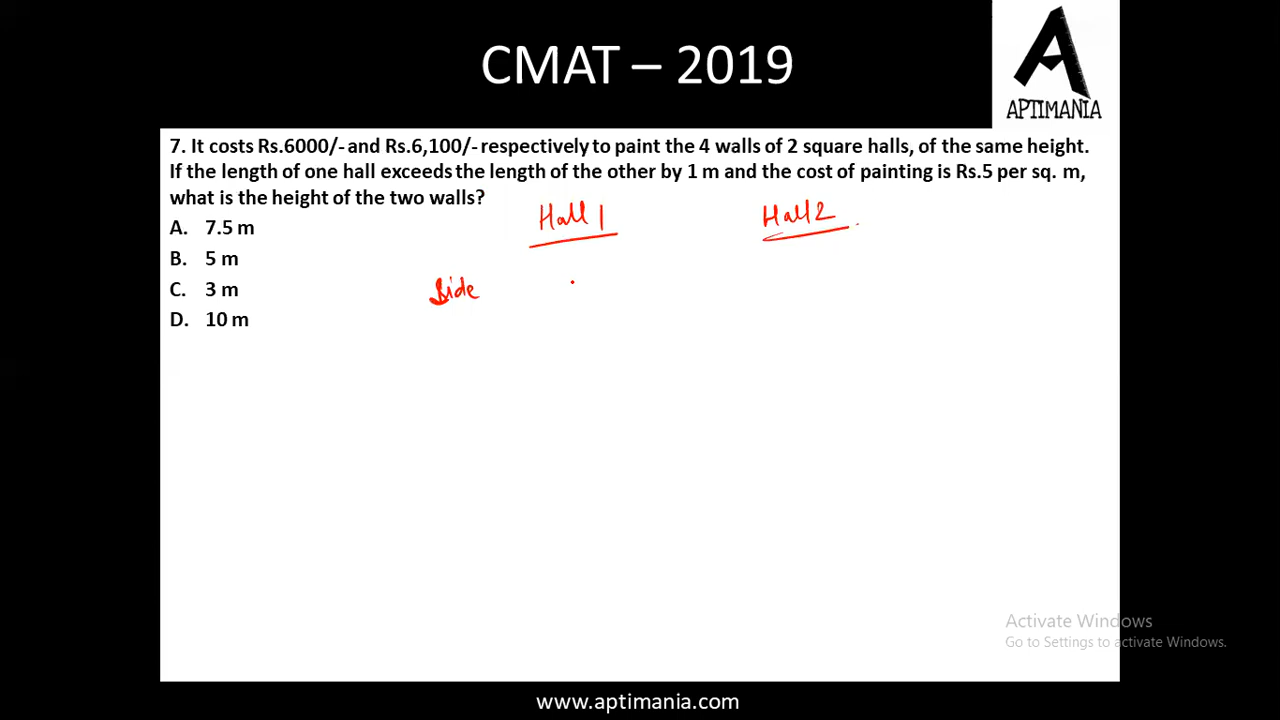 CMAT – 2019
A
APTIMANIA
7. It costs Rs.6000/- and Rs.6,100/- respectively to paint the 4 walls of 2 square halls, of the same height.
If the length of one hall exceeds the length of the other by 1 m and the cost of painting is Rs.5 per sq. m,
what is the height of the two walls?
Hall 1 Hall 2
A. 7.5 m
B. 5 m
C. 3 m
Side
D. 10 m
Activate Windows
Go to Settings to activate Windows.
www.aptimania.com